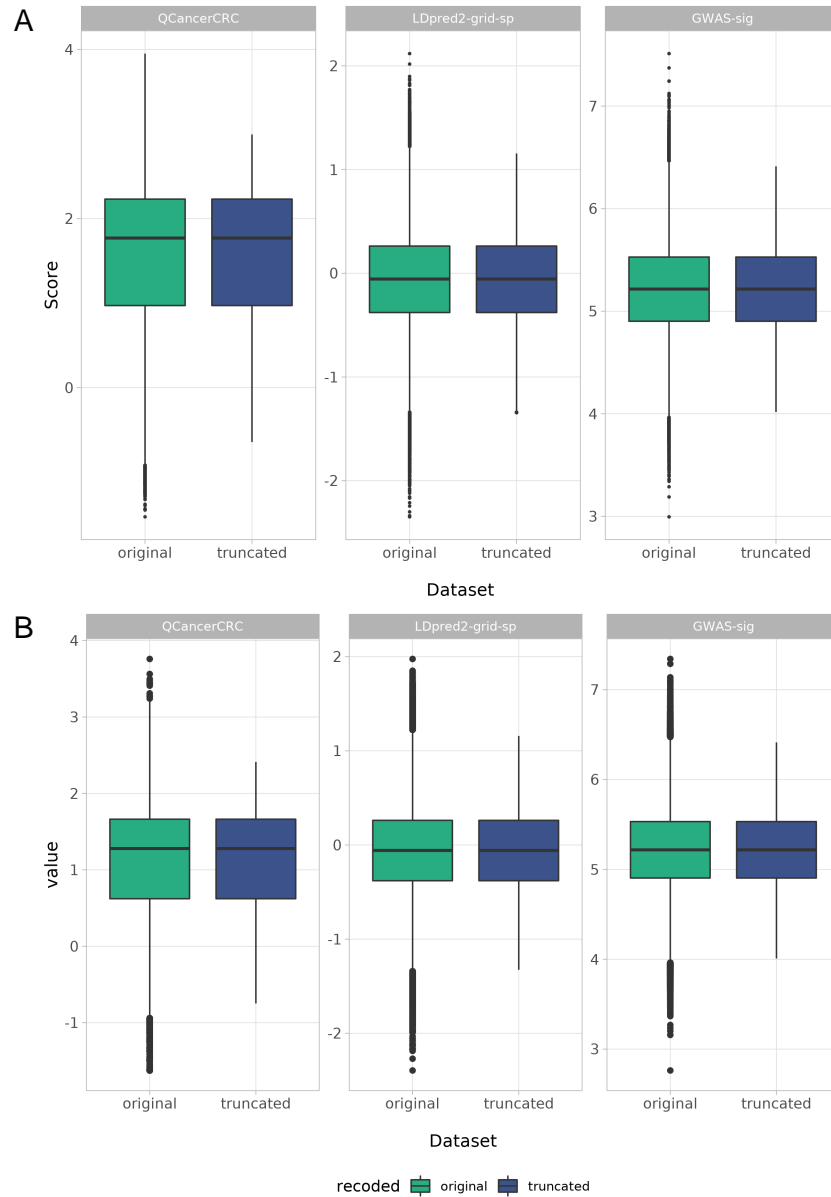 A
QCancerCRC LDpred2-grid-sp GWAS-sig
Score
4
2
0
2
1
0
-1
-2
7
6
5
4
3
original truncated original truncated original truncated
Dataset
B
QCancerCRC LDpred2-grid-sp GWAS-sig
value
4
3
2
1
0
-1
2
1
0
-1
-2
7
6
5
4
3
original truncated original truncated original truncated
Dataset
recoded original truncated